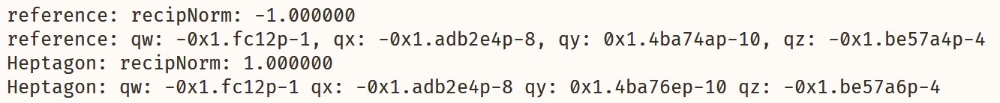 reference: recipNorm: -1.000000
reference: qw: -0x1.fc12p-1, qx: -0x1.adb2e4p-8, qy: 0x1.4ba74ap-10, qz: -0x1.be57a4p-4
Heptagon: recipNorm: 1.000000
Heptagon: qw: -0x1.fc12p-1 qx: -0x1.adb2e4p-8 qy: 0x1.4ba76ep-10 qz: -0x1.be57a6p-4